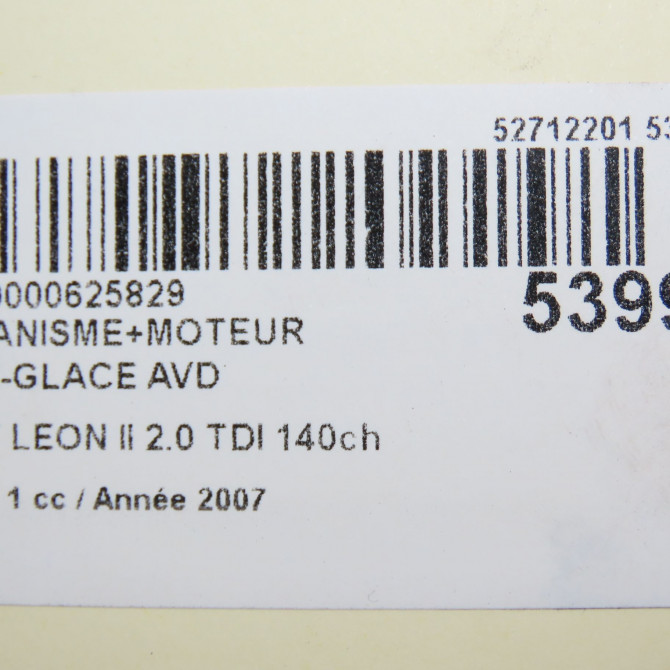 52712201 53
0000625829
5399
ANISME+MOTEUR
-GLACE AVD
LEON II 2.0 TDI 140ch
1 cc / Année 2007